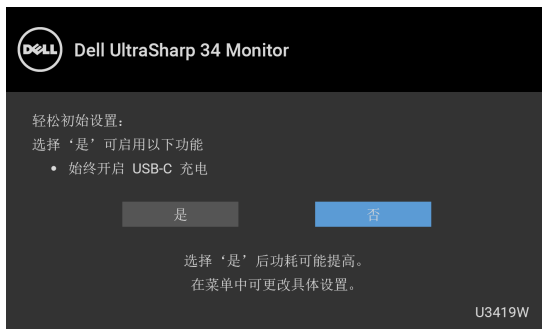 DELL
Dell UltraSharp 34 Monitor
轻松初始设置:
选择‘是’可启用以下功能
• 始终开启 USB-C 充电
是
否
选择‘是’后功耗可能提高。
在菜单中可更改具体设置。
U3419W